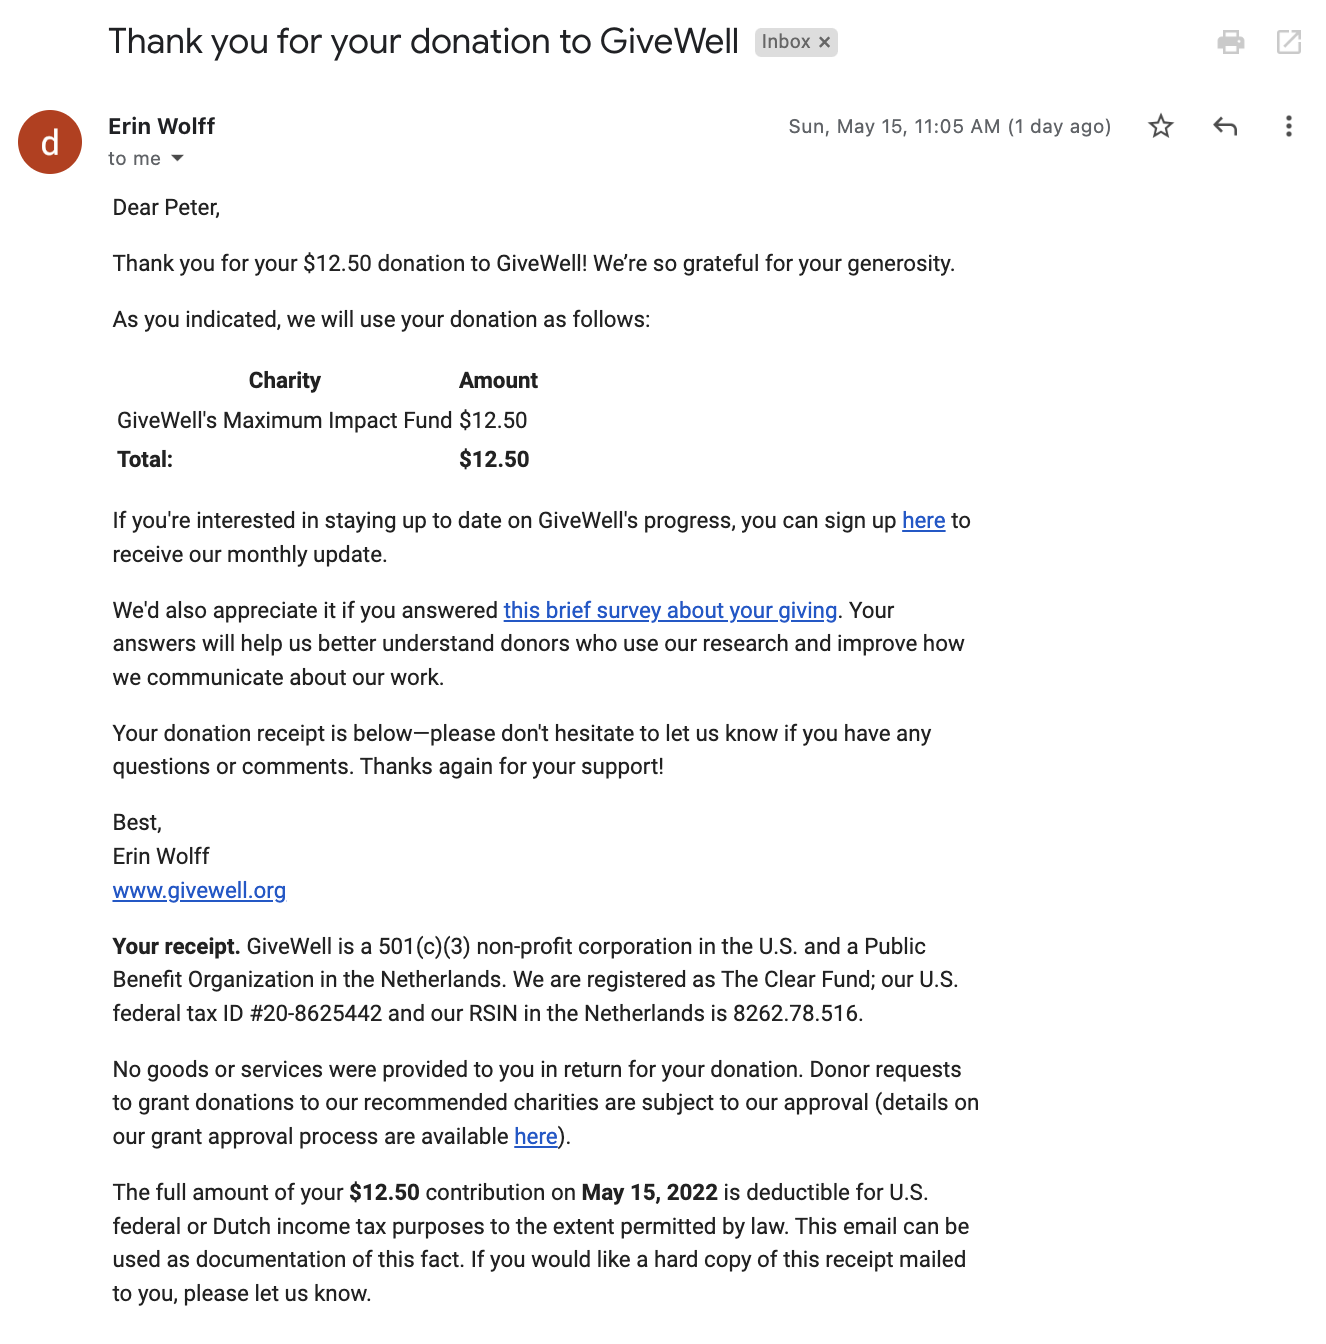 Thank you for your donation to GiveWell Inbox ×
d
Erin Wolff Sun, May 15, 11:05 AM (1 day ago)
to me
Dear Peter,
Thank you for your $12.50 donation to GiveWell! We’re so grateful for your generosity.
As you indicated, we will use your donation as follows:
Charity Amount
GiveWell's Maximum Impact Fund $12.50
Total: $12.50
If you're interested in staying up to date on GiveWell's progress, you can sign up here to
receive our monthly update.
We'd also appreciate it if you answered this brief survey about your giving. Your
answers will help us better understand donors who use our research and improve how
we communicate about our work.
Your donation receipt is below—please don't hesitate to let us know if you have any
questions or comments. Thanks again for your support!
Best,
Erin Wolff
www.givewell.org
Your receipt. GiveWell is a 501(c)(3) non-profit corporation in the U.S. and a Public
Benefit Organization in the Netherlands. We are registered as The Clear Fund; our U.S.
federal tax ID #20-8625442 and our RSIN in the Netherlands is 8262.78.516.
No goods or services were provided to you in return for your donation. Donor requests
to grant donations to our recommended charities are subject to our approval (details on
our grant approval process are available here).
The full amount of your $12.50 contribution on May 15, 2022 is deductible for U.S.
federal or Dutch income tax purposes to the extent permitted by law. This email can be
used as documentation of this fact. If you would like a hard copy of this receipt mailed
to you, please let us know.